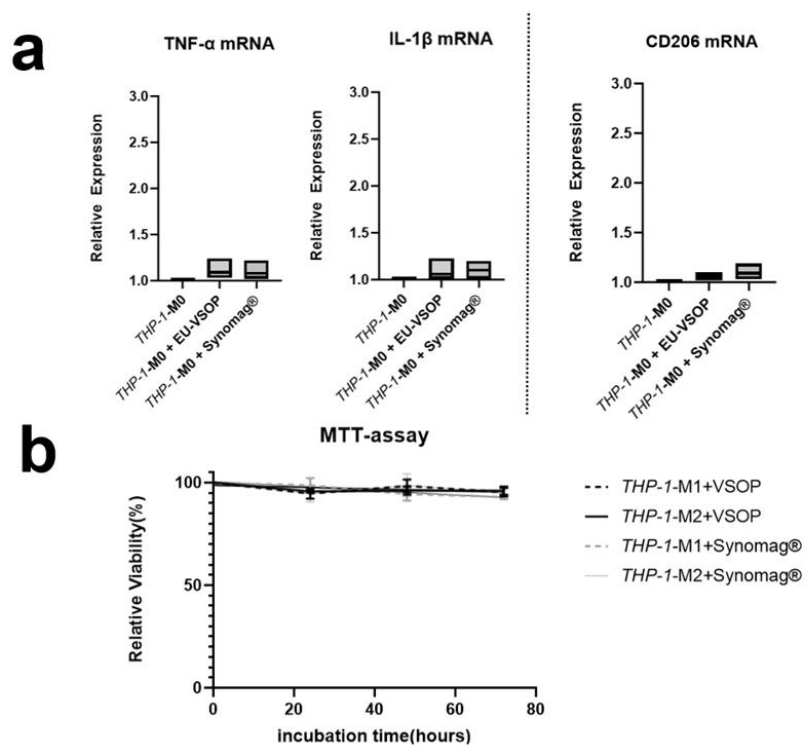 a
TNF-α mRNA
IL-1β mRNA
CD206 mRNA
Relative Expression
3.0
2.5
2.0
1.5
1.0
THP-1-M0
THP-1-M0 + EU-VSOP
THP-1-M0 + Synomag®
Relative Expression
3.0
2.5
2.0
1.5
1.0
THP-1-M0
THP-1-M0 + EU-VSOP
THP-1-M0 + Synomag®
Relative Expression
3.0
2.5
2.0
1.5
1.0
THP-1-M0
THP-1-M0 + EU-VSOP
THP-1-M0 + Synomag®
b
MTT-assay
Relative Viability(%)
100
50
0
0 20 40 60 80
incubation time(hours)
THP-1-M1+VSOP
THP-1-M2+VSOP
THP-1-M1+Synomag®
THP-1-M2+Synomag®